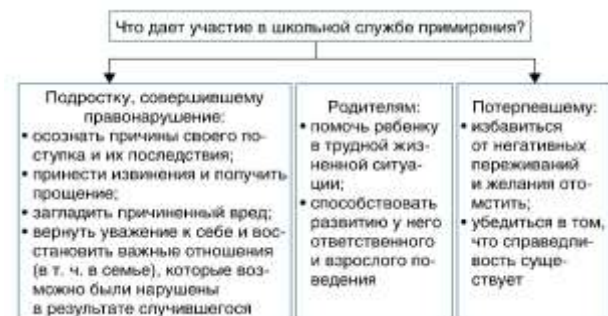 Что дает участие в школьной службе примирения?
Подростку, совершившему
правонарушение:
• осознать причины своего по-
ступка и их последствия;
• принести извинения и получить
прощение;
• загладить причиненный вред;
• вернуть уважение к себе и вос-
становить важные отношения
(в т. ч. в семье), которые воз-
можно были нарушены
в результате случившегося
Родителям:
• помочь ребенку
в трудной жиз-
ненной ситуа-
ции;
• способствовать
развитию у него
ответственного
и взрослого по-
ведения
Потерпевшему:
• избавиться
от негативных
переживаний
и желания ото-
мстить;
• убедиться в том,
что справедли-
вость суще-
ствует